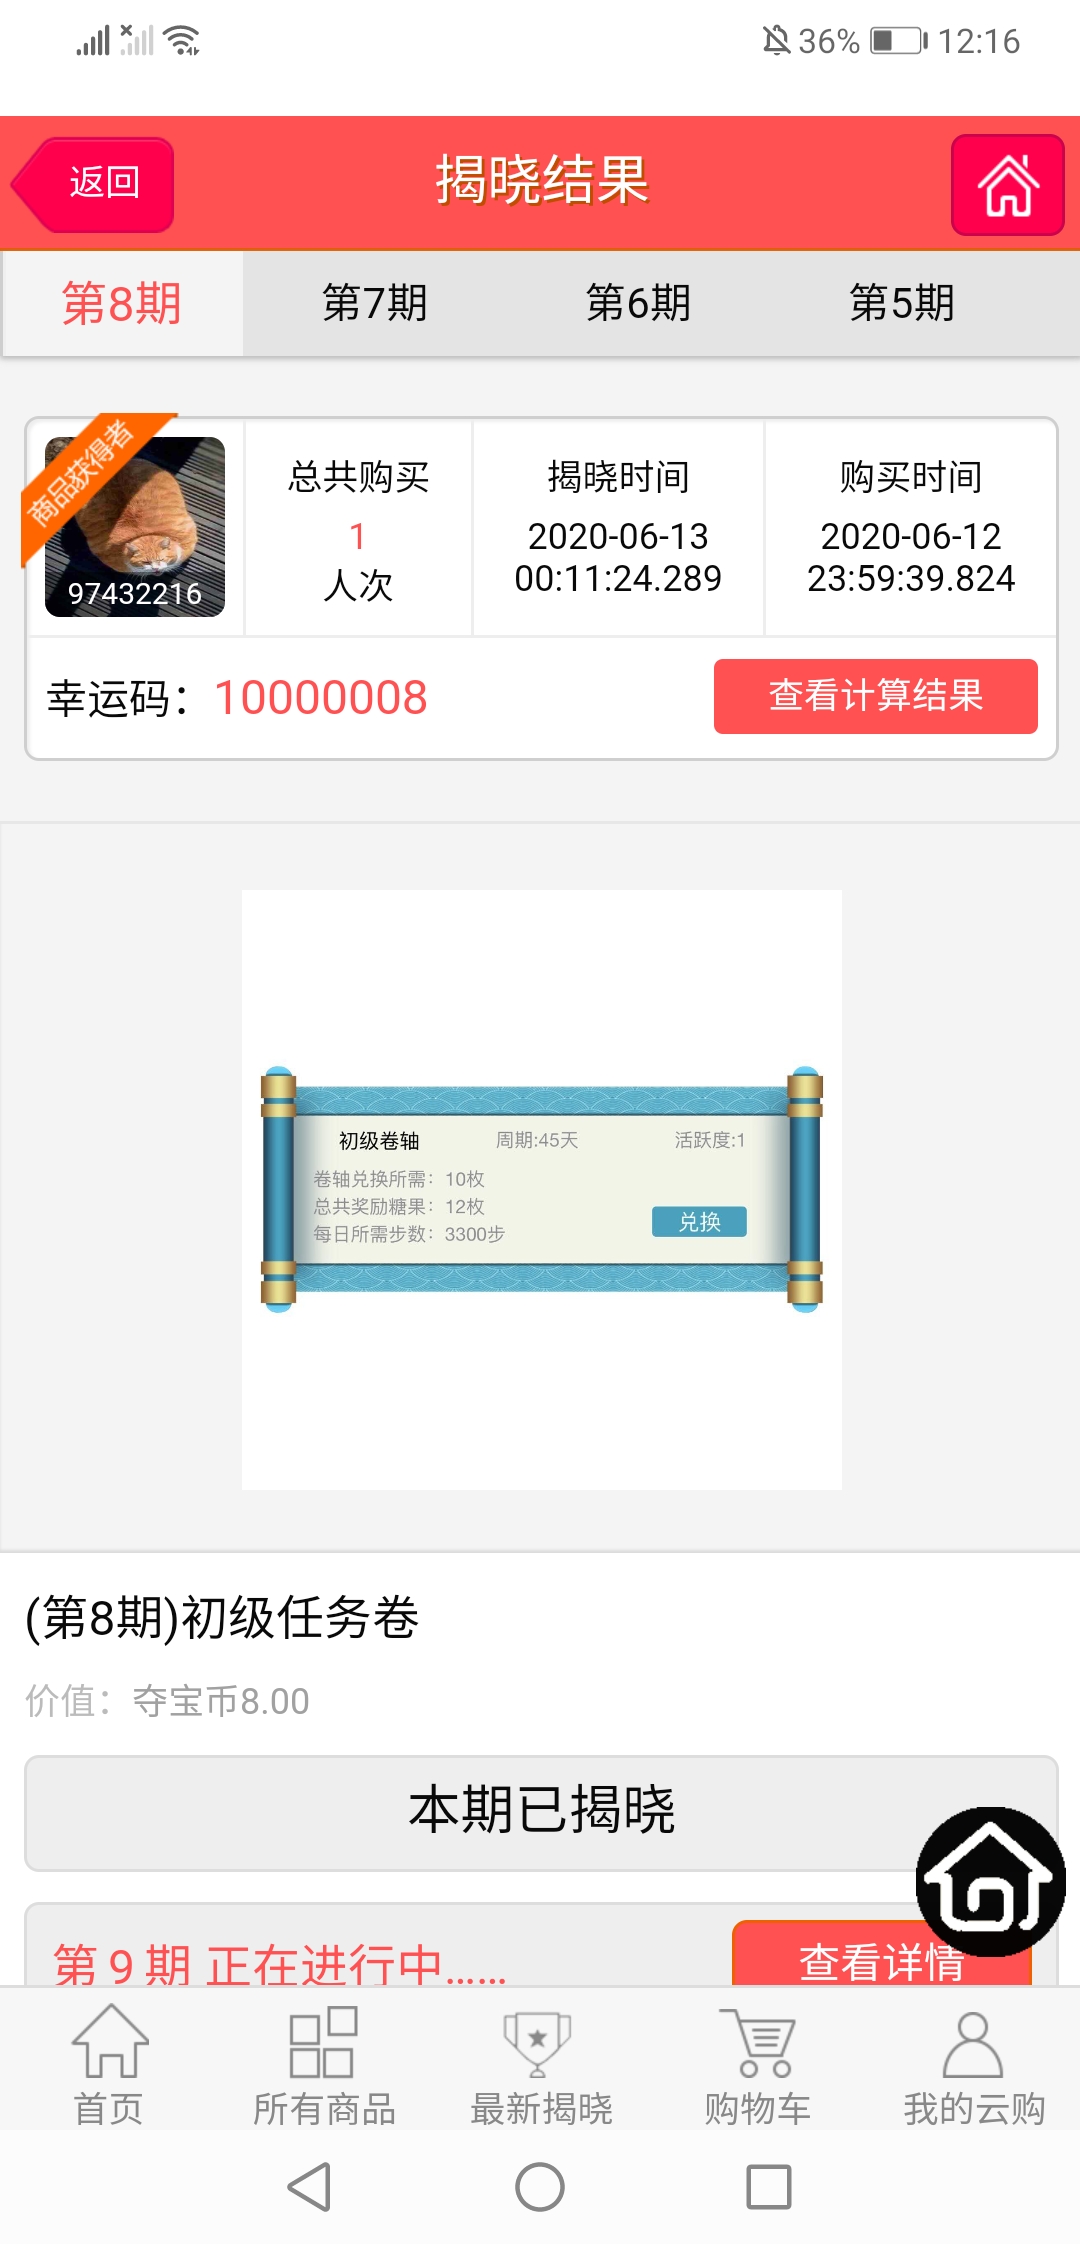 36% 12:16
返回
揭晓结果
第8期 第7期 第6期 第5期
商品获得者
97432216
总共购买
1
人次
揭晓时间
2020-06-13
00:11:24.289
购买时间
2020-06-12
23:59:39.824
幸运码：10000008
查看计算结果
初级卷轴 周期:45天 活跃度:1
卷轴兑换所需：10枚
总共奖励糖果：12枚
每日所需步数：3300步
兑换
(第8期)初级任务卷
价值：夺宝币8.00
本期已揭晓
第 9 期 正在进行中......
查看详情
首页 所有商品 最新揭晓 购物车 我的云购